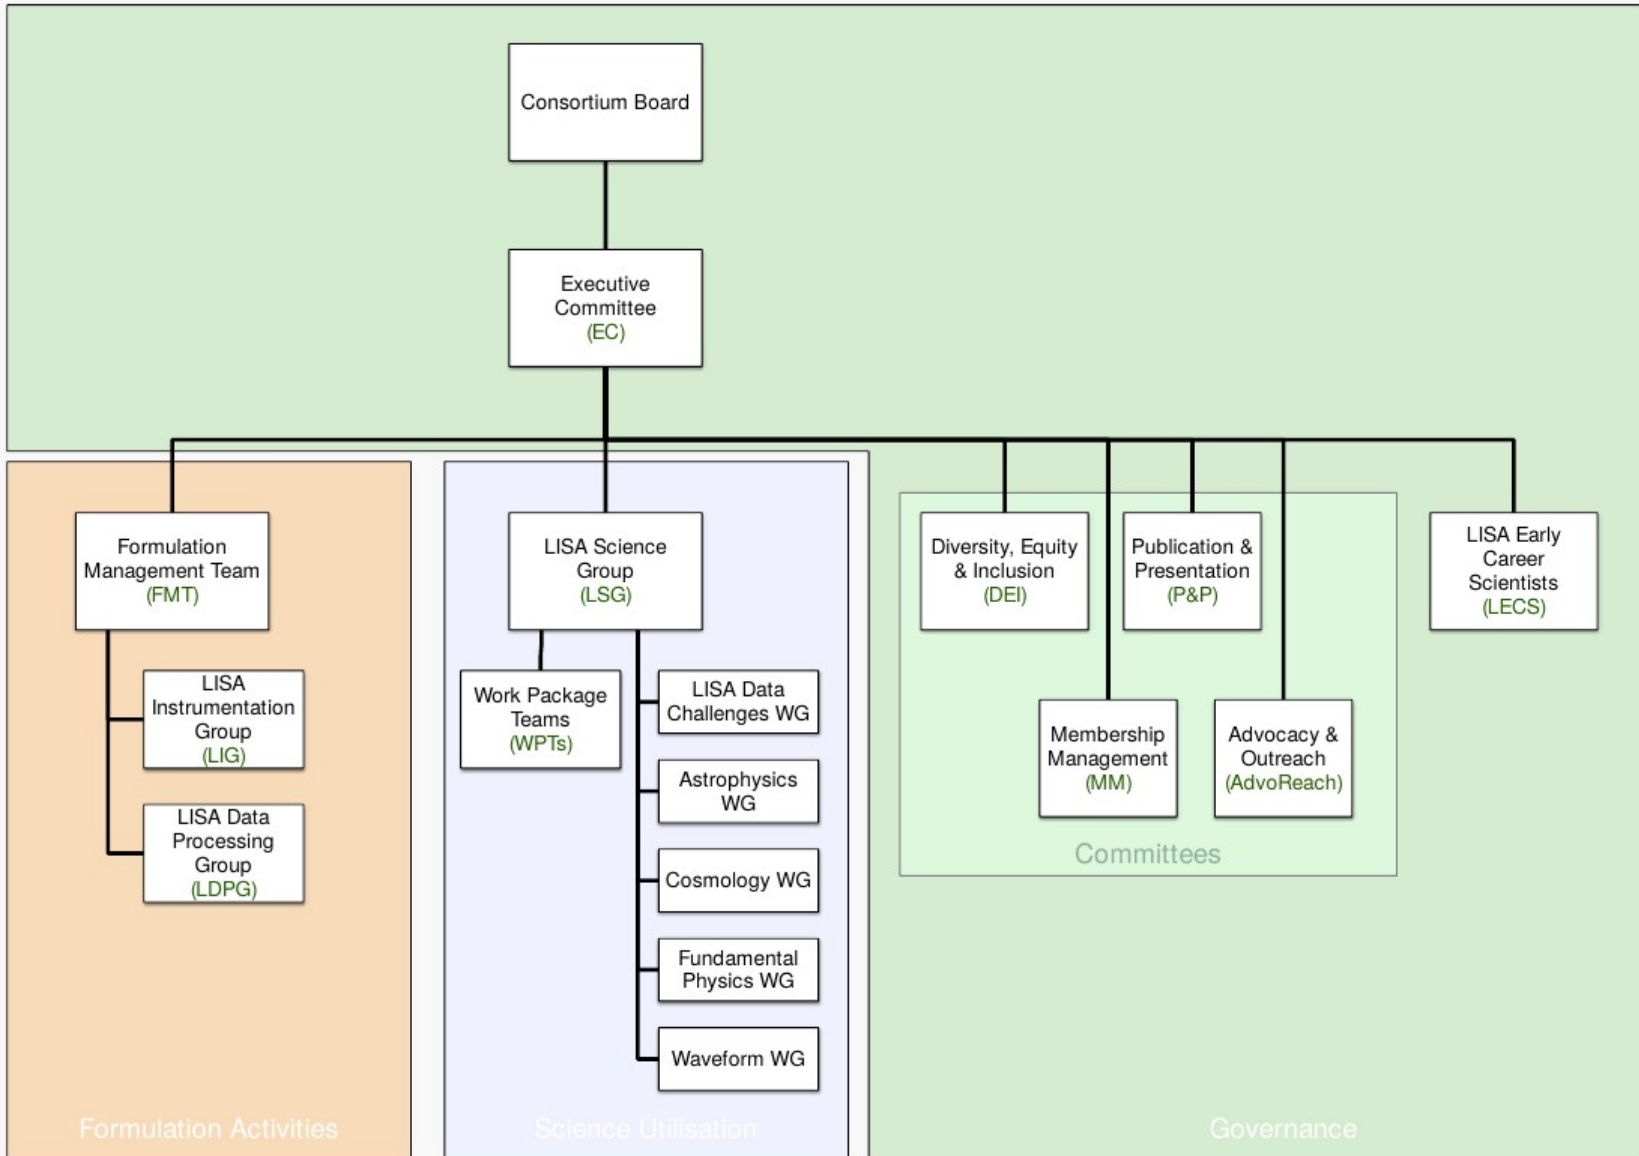 Consortium Board
Executive
Committee
(EC)
Formulation
Management Team
(FMT)
LISA
Instrumentation
Group
(LIG)
LISA Data
Processing
Group
(LDPG)
Formulation Activities
LISA Science
Group
(LSG)
Work Package
Teams
(WPTs)
LISA Data
Challenges WG
Astrophysics
WG
Cosmology WG
Fundamental
Physics WG
Waveform WG
Science Utilisation
Diversity, Equity
& Inclusion
(DEI)
Publication &
Presentation
(P&P)
Membership
Management
(MM)
Advocacy &
Outreach
(AdvoReach)
Committees
LISA Early
Career
Scientists
(LECS)
Governance